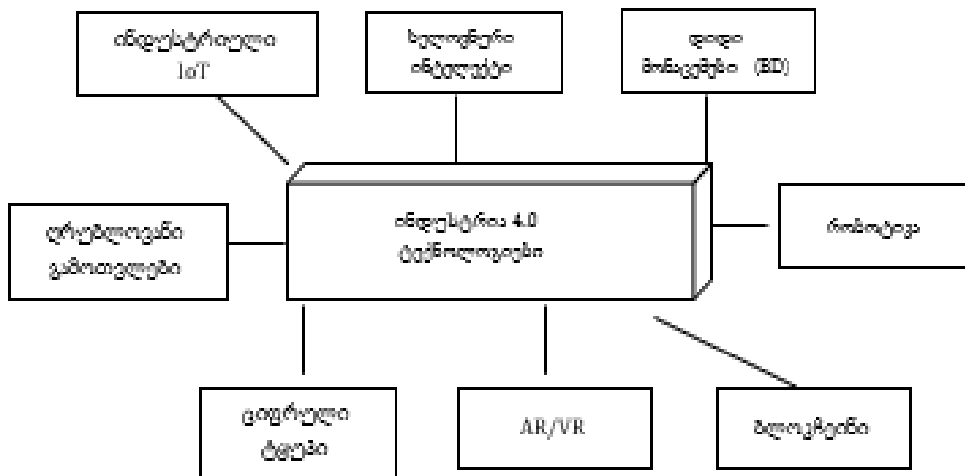 ინდუსტრიული
IoT
ხელოვნური
ინტელექტი
დიდი
მონაცემები (BD)
ღრუბლოვანი
გამოთვლები
ინდუსტრია 4.0
ტექნოლოგიები
რობოტიკა
ციფრული
ტყუპი
AR/VR
ბლოკჩეინი